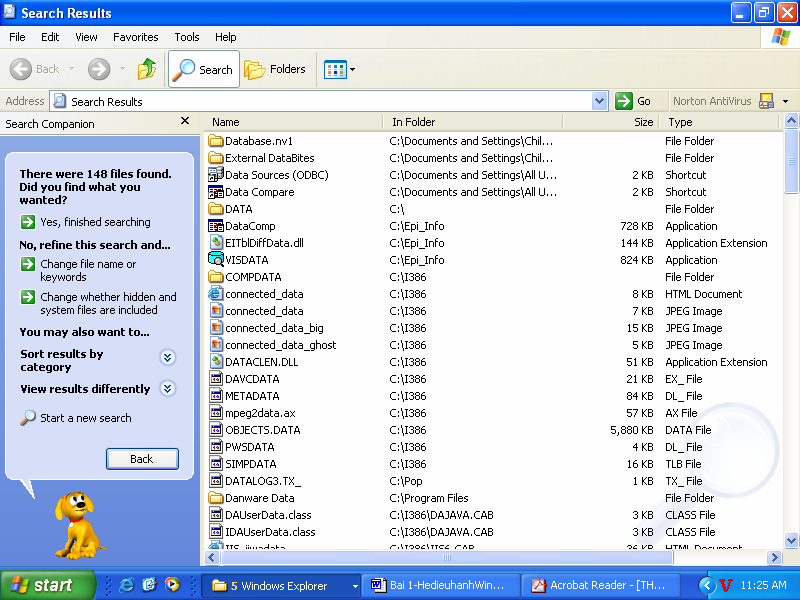 Search Results
File Edit View Favorites Tools Help
Back Search Folders
Address Search Results Go Norton AntiVirus
Search Companion
There were 148 files found.
Did you find what you
wanted?
Yes, finished searching
No, refine this search and...
Change file name or
keywords
Change whether hidden and
system files are included
You may also want to...
Sort results by
category
View results differently
Start a new search
Back
Name In Folder Size Type
Database.nv1 C:\Documents and Settings\Chil... File Folder
External DataBites C:\Documents and Settings\Chil... File Folder
Data Sources (ODBC) C:\Documents and Settings\All U... 2 KB Shortcut
Data Compare C:\Documents and Settings\All U... 2 KB Shortcut
DATA C:\ File Folder
DataComp C:\Epi_Info 728 KB Application
EITblDiffData.dll C:\Epi_Info 144 KB Application Extension
VISDATA C:\Epi_Info 824 KB Application
COMPDATA C:\I386 File Folder
connected_data C:\I386 8 KB HTML Document
connected_data C:\I386 7 KB JPEG Image
connected_data_big C:\I386 15 KB JPEG Image
connected_data_ghost C:\I386 5 KB JPEG Image
DATACLEN.DLL C:\I386 51 KB Application Extension
DAVCDATA C:\I386 21 KB EX_ File
METADATA C:\I386 84 KB DL_ File
mpeg2data.ax C:\I386 57 KB AX File
OBJECTS.DATA C:\I386 5,880 KB DATA File
PWSDATA C:\I386 4 KB DL_ File
SIMPDATA C:\I386 16 KB TLB File
DATALOG3.TX_ C:\Pop 1 KB TX_ File
Danware Data C:\Program Files File Folder
DAUserData.class C:\I386\DAJAVA.CAB 3 KB CLASS File
IDAUserData.class C:\I386\DAJAVA.CAB 3 KB CLASS File
C:\I386\IIS6.CAB 26 KB HTML Document
start 5 Windows Explorer Bai 1-HedieuhanhWin... Acrobat Reader - [TH... 11:25 AM